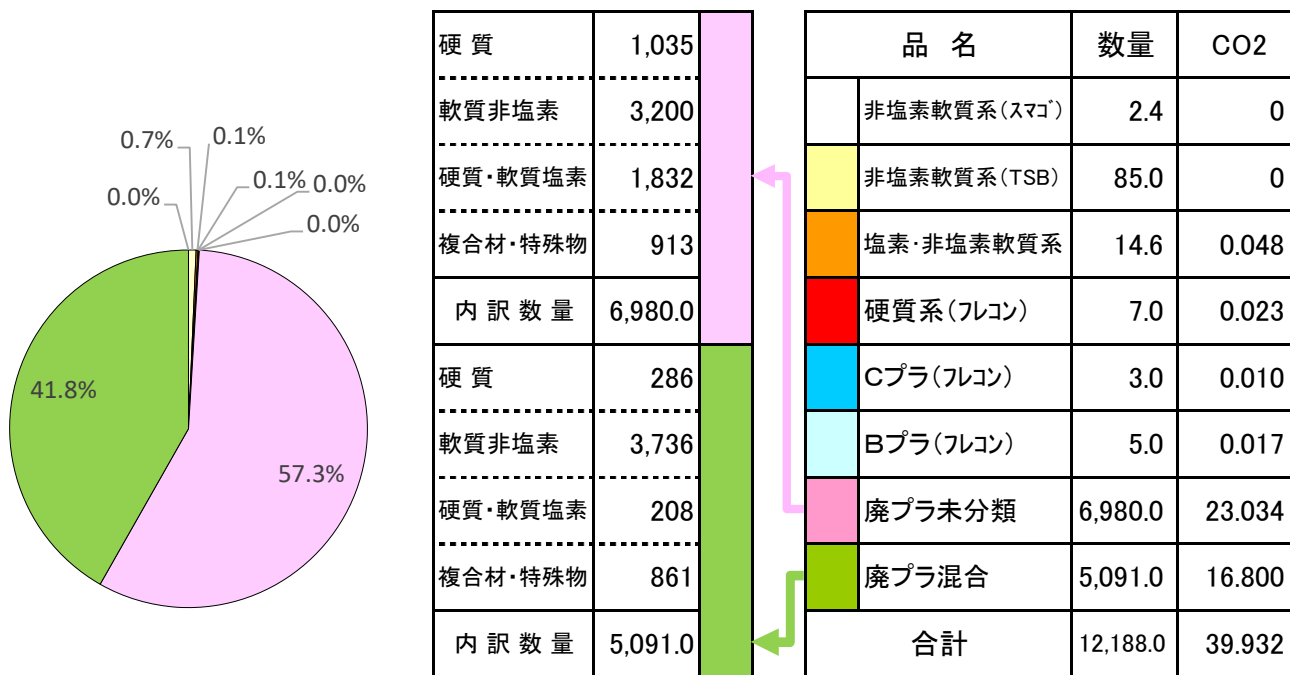 0.7%
0.1%
0.1%
0.0%
0.0%
0.0%
41.8%
57.3%
硬 質 1,035
軟質非塩素 3,200
硬質・軟質塩素 1,832
複合材・特殊物 913
内 訳 数 量 6,980.0
硬 質 286
軟質非塩素 3,736
硬質・軟質塩素 208
複合材・特殊物 861
内 訳 数 量 5,091.0
品 名 数量 CO2
非塩素軟質系(ｽﾏｺﾞ) 2.4 0
非塩素軟質系(TSB) 85.0 0
塩素・非塩素軟質系 14.6 0.048
硬質系(ﾌﾚｺﾝ) 7.0 0.023
Cプラ(ﾌﾚｺﾝ) 3.0 0.010
Bプラ(ﾌﾚｺﾝ) 5.0 0.017
廃プラ未分類 6,980.0 23.034
廃プラ混合 5,091.0 16.800
合計 12,188.0 39.932